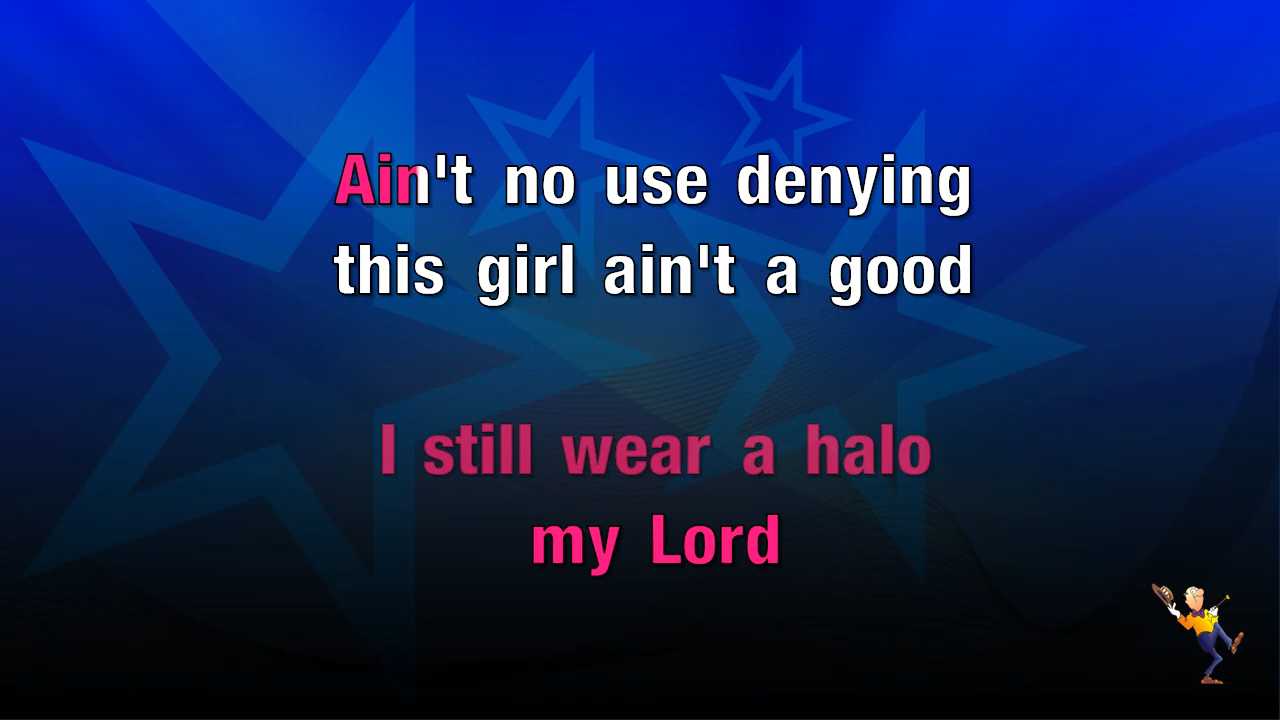 Ain't no use denying
this girl ain't a good
I still wear a halo
my Lord